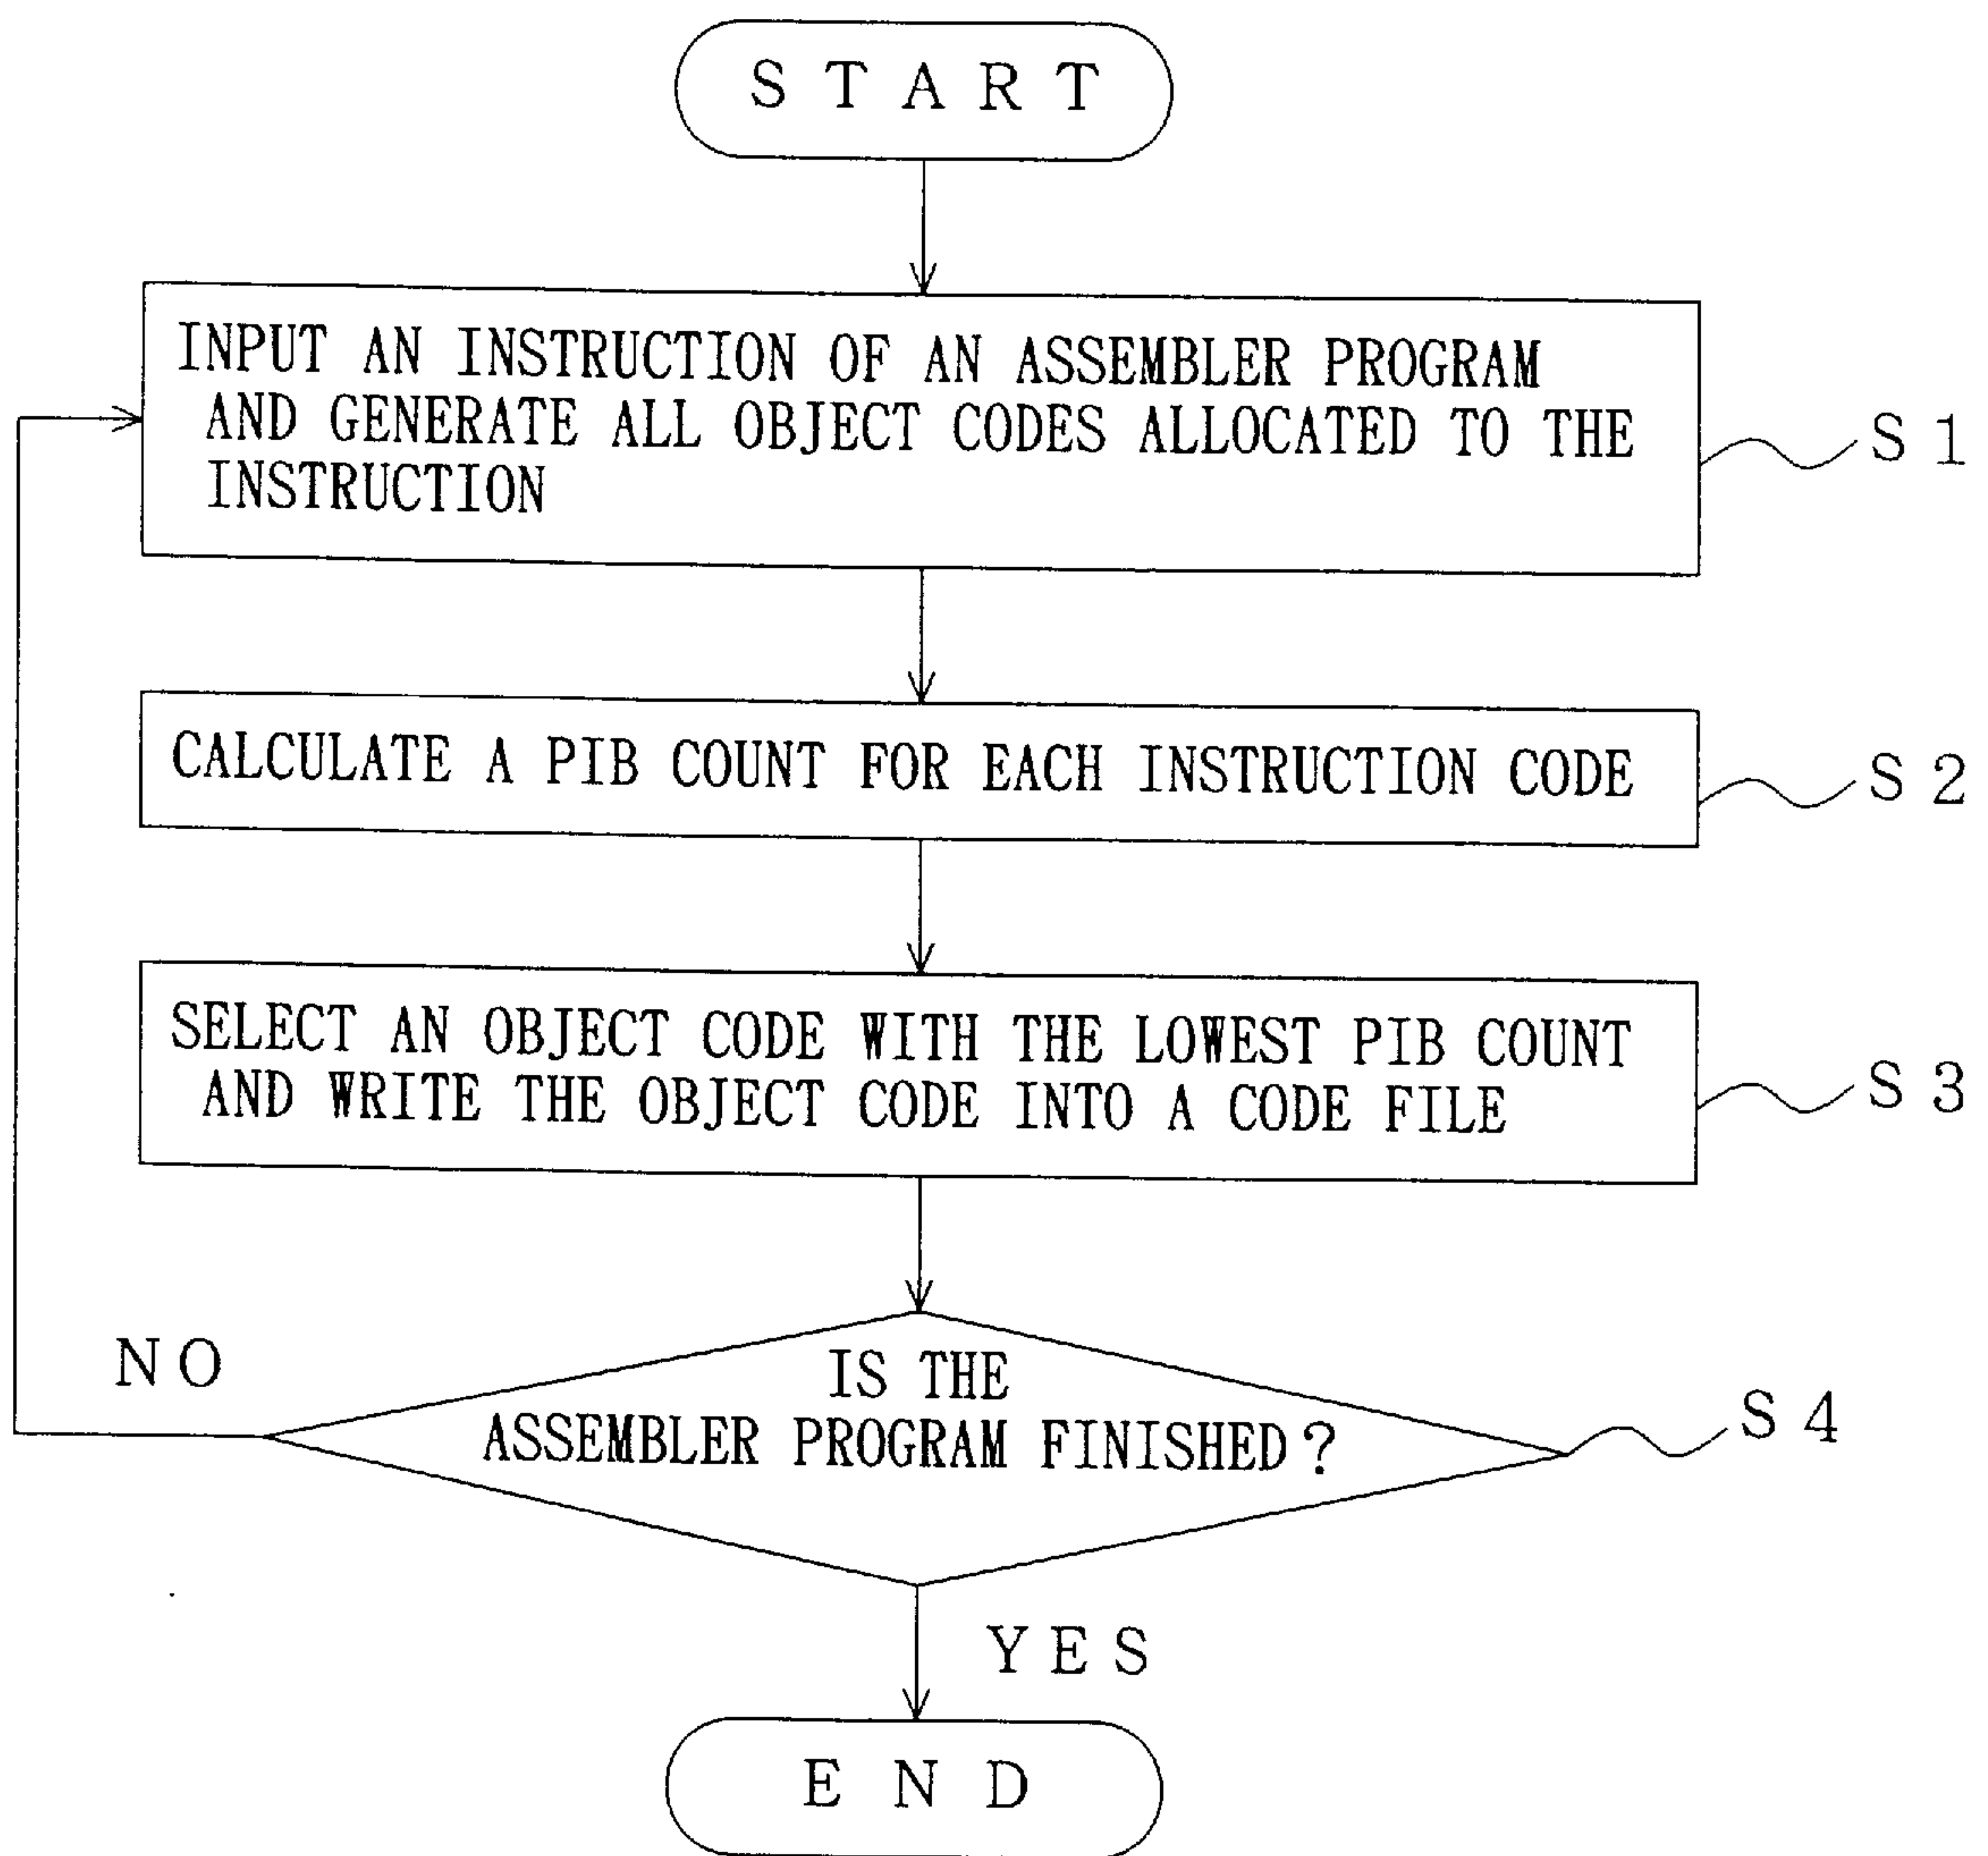 START
INPUT AN INSTRUCTION OF AN ASSEMBLER PROGRAM
AND GENERATE ALL OBJECT CODES ALLOCATED TO THE
INSTRUCTION
S1
CALCULATE A PIB COUNT FOR EACH INSTRUCTION CODE
S2
SELECT AN OBJECT CODE WITH THE LOWEST PIB COUNT
AND WRITE THE OBJECT CODE INTO A CODE FILE
S3
NO
IS THE
ASSEMBLER PROGRAM FINISHED?
S4
YES
END